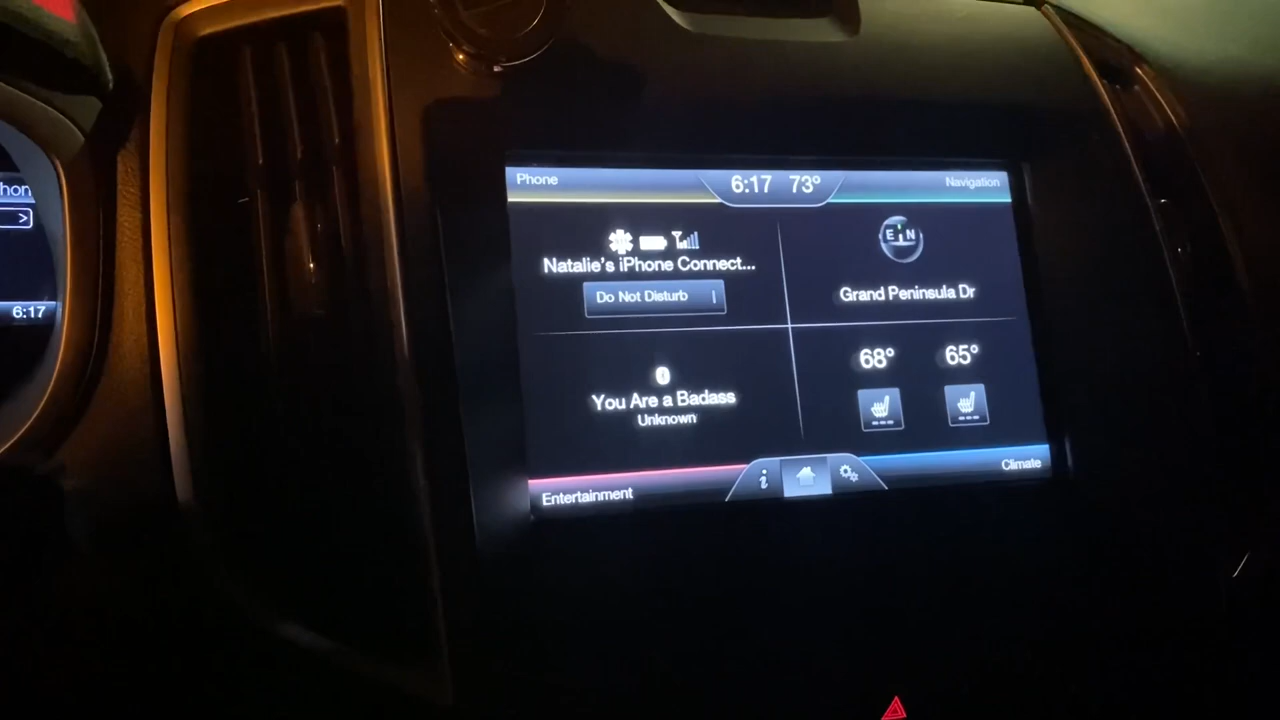 hon
>
6:17
Phone
6:17 73°
Navigation
Natalie's iPhone Connect...
Do Not Disturb
E N
Grand Peninsula Dr
You Are a Badass
Unknown
68° 65°
Entertainment
i
Climate